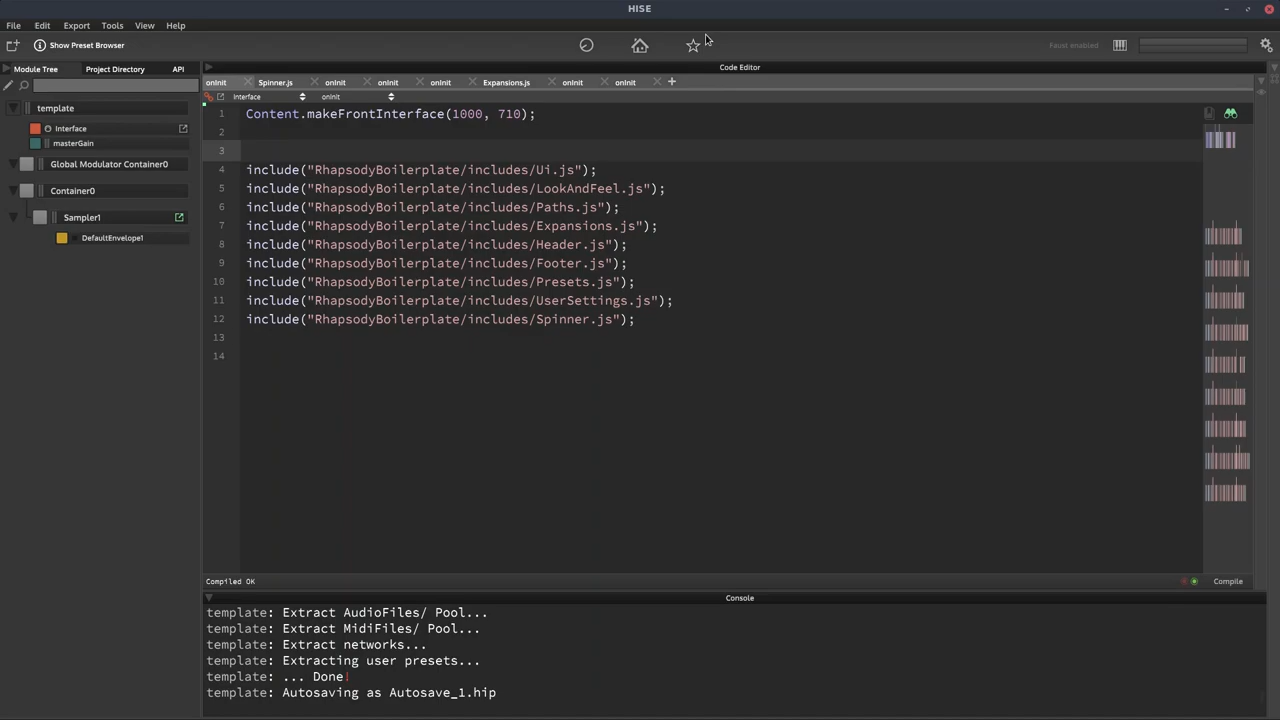 HISE
File Edit Export Tools View Help
Show Preset Browser
Faust enabled
Module Tree Project Directory API
Code Editor
onInit Spinner.js onInit onInit onInit Expansions.js onInit onInit
Interface onInit
template
Interface
masterGain
Global Modulator Container0
Container0
Sampler1
DefaultEnvelope1
1 Content.makeFrontInterface(1000, 710);
2
3
4 include("RhapsodyBoilerplate/includes/Ui.js");
5 include("RhapsodyBoilerplate/includes/LookAndFeel.js");
6 include("RhapsodyBoilerplate/includes/Paths.js");
7 include("RhapsodyBoilerplate/includes/Expansions.js");
8 include("RhapsodyBoilerplate/includes/Header.js");
9 include("RhapsodyBoilerplate/includes/Footer.js");
10 include("RhapsodyBoilerplate/includes/Presets.js");
11 include("RhapsodyBoilerplate/includes/UserSettings.js");
12 include("RhapsodyBoilerplate/includes/Spinner.js");
13
14
Compiled OK
Compile
Console
template: Extract AudioFiles/ Pool...
template: Extract MidiFiles/ Pool...
template: Extract networks...
template: Extracting user presets...
template: ... Done!
template: Autosaving as Autosave_1.hip